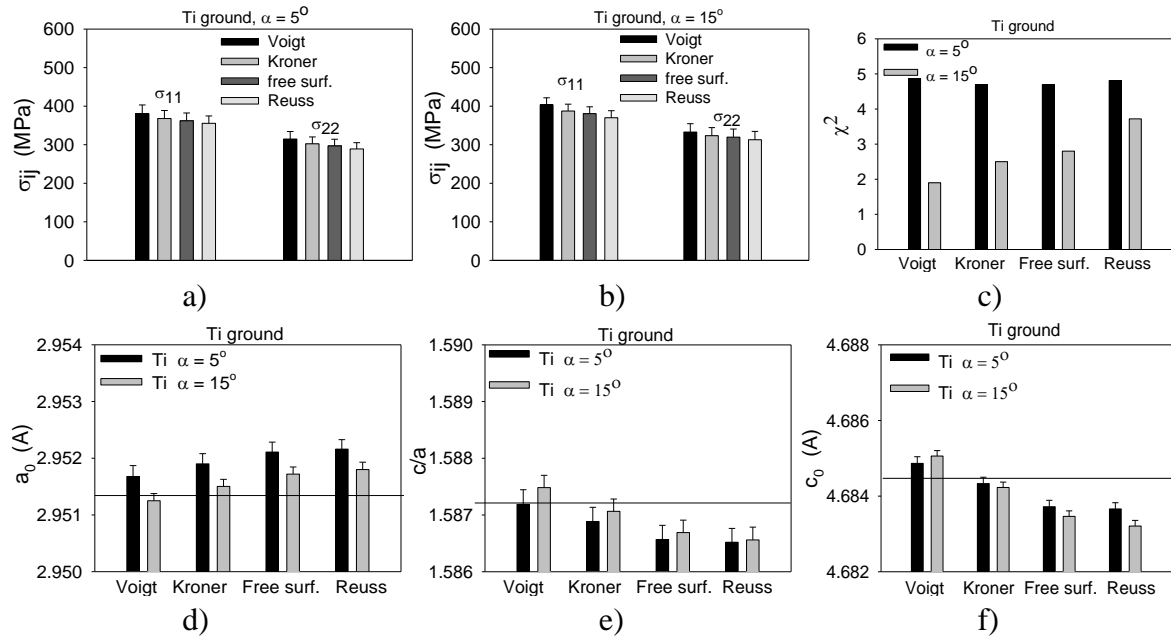 Ti ground, α = 5°
600
500
400
300
200
100
0
σij (MPa)
Voigt
Kroner
free surf.
Reuss
σ11
σ22
a)
Ti ground, α = 15°
600
500
400
300
200
100
0
σij (MPa)
Voigt
Kroner
free surf.
Reuss
σ11
σ22
b)
Ti ground
6
5
4
3
2
1
0
χ²
α = 5°
α = 15°
Voigt Kroner Free surf. Reuss
c)
Ti ground
2.954
2.953
2.952
2.951
2.950
a₀ (A)
Ti α = 5°
Ti α = 15°
Voigt Kroner Free surf. Reuss
d)
Ti ground
1.590
1.589
1.588
1.587
1.586
c/a
Ti α = 5°
Ti α = 15°
Voigt Kroner Free surf. Reuss
e)
Ti ground
4.688
4.686
4.684
4.682
c₀ (A)
Ti α = 5°
Ti α = 15°
Voigt Kroner Free surf. Reuss
f)